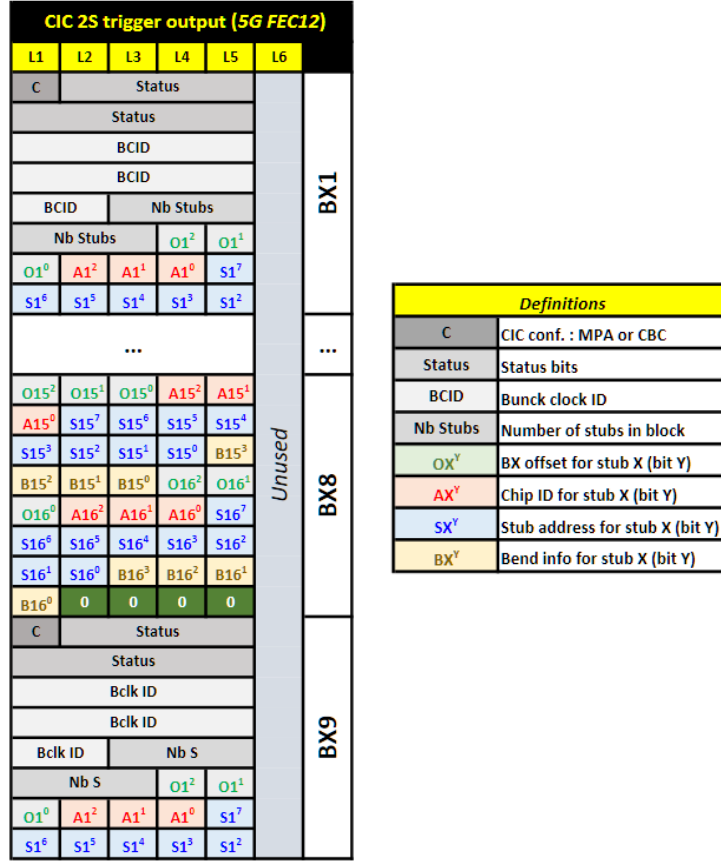 CIC 2S trigger output (5G FEC12)
L1 L2 L3 L4 L5 L6
C Status
Status
BCID
BCID
BCID Nb Stubs
Nb Stubs O1² O1¹
O1⁰ A1² A1¹ A1⁰ S1⁷
S1⁶ S1⁵ S1⁴ S1³ S1²
BX1
... ...
O15² O15¹ O15⁰ A15² A15¹
A15⁰ S15⁷ S15⁶ S15⁵ S15⁴
S15³ S15² S15¹ S15⁰ B15³
B15² B15¹ B15⁰ O16² O16¹
O16⁰ A16² A16¹ A16⁰ S16⁷
S16⁶ S16⁵ S16⁴ S16³ S16²
S16¹ S16⁰ B16³ B16² B16¹
B16⁰ 0 0 0 0
Unused
BX8
C Status
Status
Bclk ID
Bclk ID
Bclk ID Nb S
Nb S O1² O1¹
O1⁰ A1² A1¹ A1⁰ S1⁷
S1⁶ S1⁵ S1⁴ S1³ S1²
BX9
Definitions
C CIC conf. : MPA or CBC
Status Status bits
BCID Bunck clock ID
Nb Stubs Number of stubs in block
OXʸ BX offset for stub X (bit Y)
AXʸ Chip ID for stub X (bit Y)
SXʸ Stub address for stub X (bit Y)
BXʸ Bend info for stub X (bit Y)